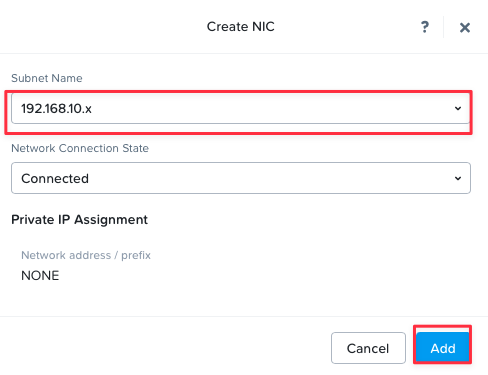 Create NIC
?
Subnet Name
192.168.10.x
Network Connection State
Connected
Private IP Assignment
Network address / prefix
NONE
Cancel
Add